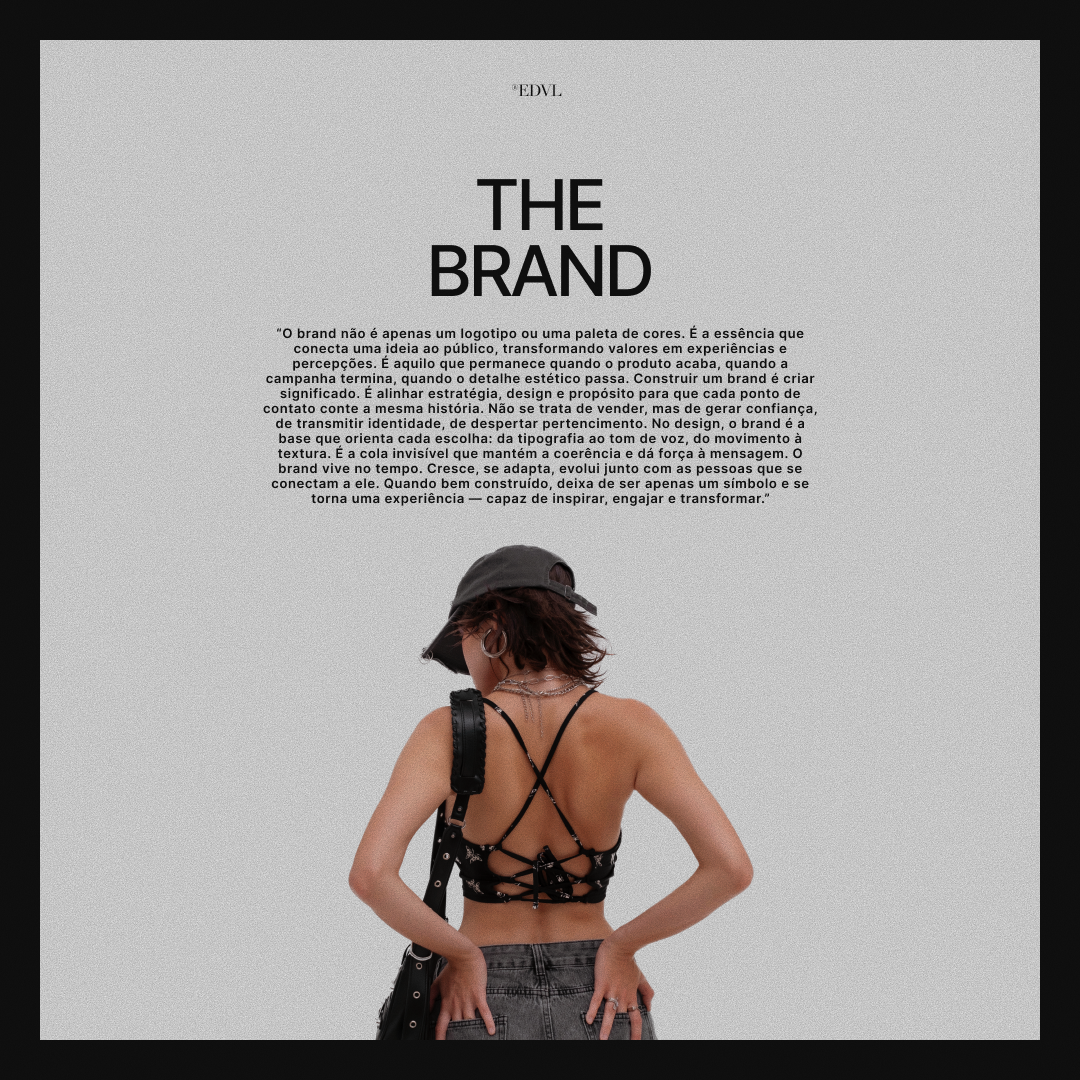 ®EDVL
THE
BRAND
“O brand não é apenas um logotipo ou uma paleta de cores. É a essência que
conecta uma ideia ao público, transformando valores em experiências e
percepções. É aquilo que permanece quando o produto acaba, quando a
campanha termina, quando o detalhe estético passa. Construir um brand é criar
significado. É alinhar estratégia, design e propósito para que cada ponto de
contato conte a mesma história. Não se trata de vender, mas de gerar confiança,
de transmitir identidade, de despertar pertencimento. No design, o brand é a
base que orienta cada escolha: da tipografia ao tom de voz, do movimento à
textura. É a cola invisível que mantém a coerência e dá força à mensagem. O
brand vive no tempo. Cresce, se adapta, evolui junto com as pessoas que se
conectam a ele. Quando bem construído, deixa de ser apenas um símbolo e se
torna uma experiência — capaz de inspirar, engajar e transformar.”